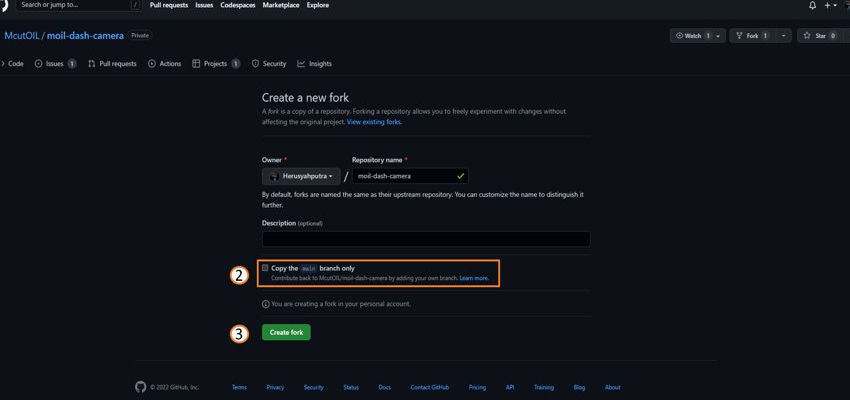 Search or jump to... /
Pull requests Issues Codespaces Marketplace Explore
McutOIL / moil-dash-camera Private
Watch 1 Fork 1 Star 0
Code Issues 1 Pull requests Actions Projects 1 Security Insights
Create a new fork
A fork is a copy of a repository. Forking a repository allows you to freely experiment with changes without
affecting the original project. View existing forks.
Owner * Repository name *
Herusyahputra / moil-dash-camera
By default, forks are named the same as their upstream repository. You can customize the name to distinguish it
further.
Description (optional)
2 Copy the main branch only
Contribute back to McutOIL/moil-dash-camera by adding your own branch. Learn more.
You are creating a fork in your personal account.
3 Create fork
© 2022 GitHub, Inc. Terms Privacy Security Status Docs Contact GitHub Pricing API Training Blog About